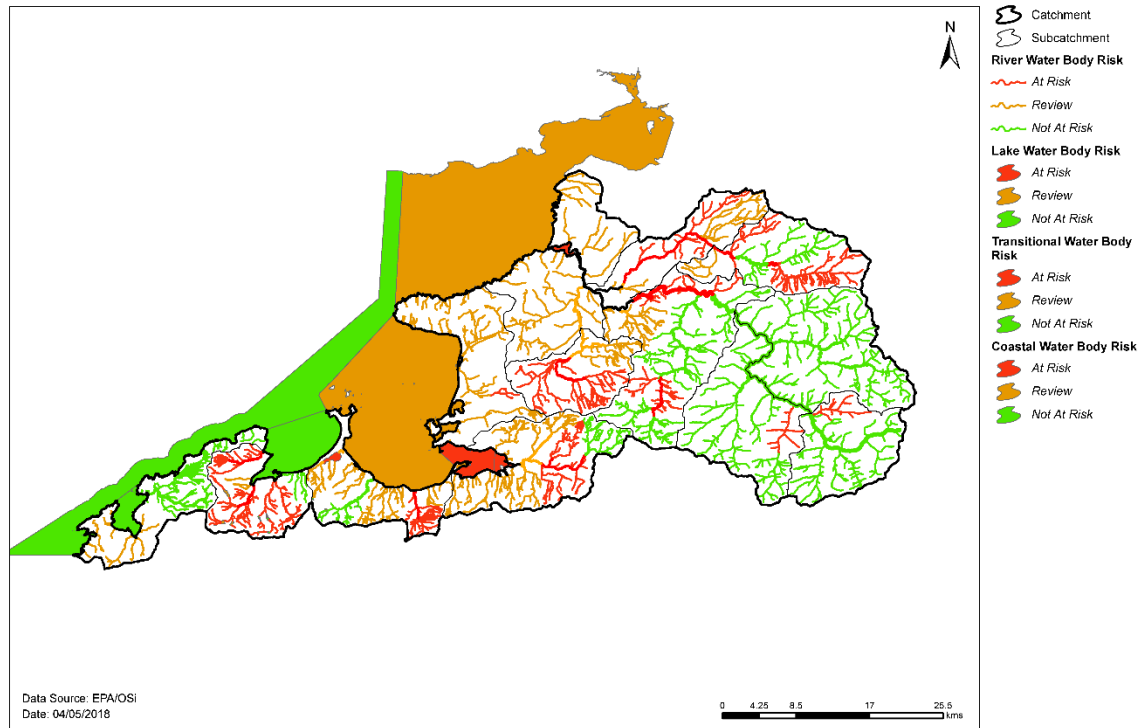 N
Catchment
Subcatchment
River Water Body Risk
At Risk
Review
Not At Risk
Lake Water Body Risk
At Risk
Review
Not At Risk
Transitional Water Body
Risk
At Risk
Review
Not At Risk
Coastal Water Body Risk
At Risk
Review
Not At Risk
Data Source: EPA/OSi
Date: 04/05/2018
0 4.25 8.5 17 25.5
kms